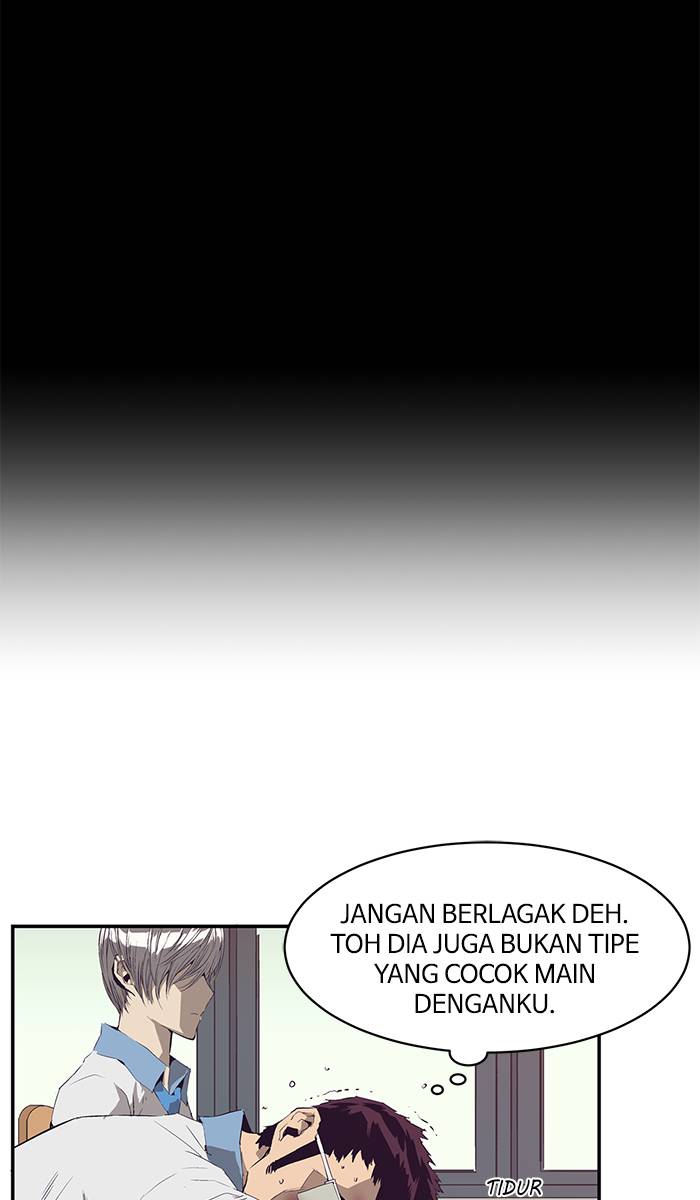 JANGAN BERLAGAK DEH.
TOH DIA JUGA BUKAN TIPE
YANG COCOK MAIN
DENGANKU.
TIDUR